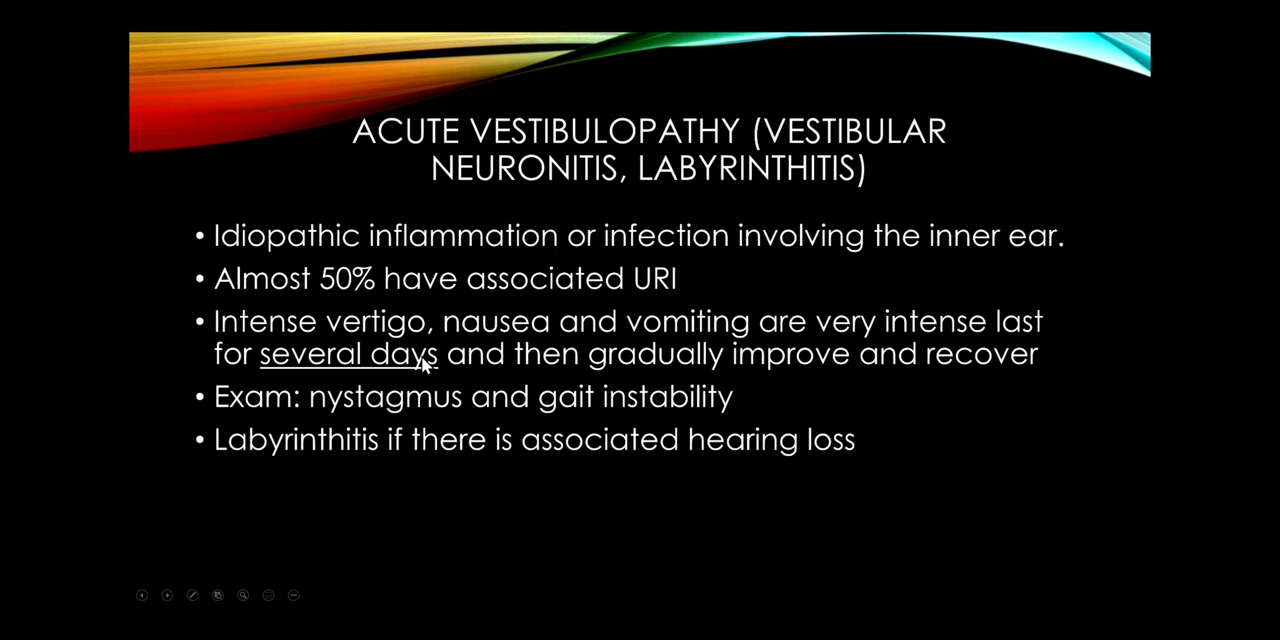 ACUTE VESTIBULOPATHY (VESTIBULAR
NEURONITIS, LABYRINTHITIS)
• Idiopathic inflammation or infection involving the inner ear.
• Almost 50% have associated URI
• Intense vertigo, nausea and vomiting are very intense last
for several days and then gradually improve and recover
• Exam: nystagmus and gait instability
• Labyrinthitis if there is associated hearing loss